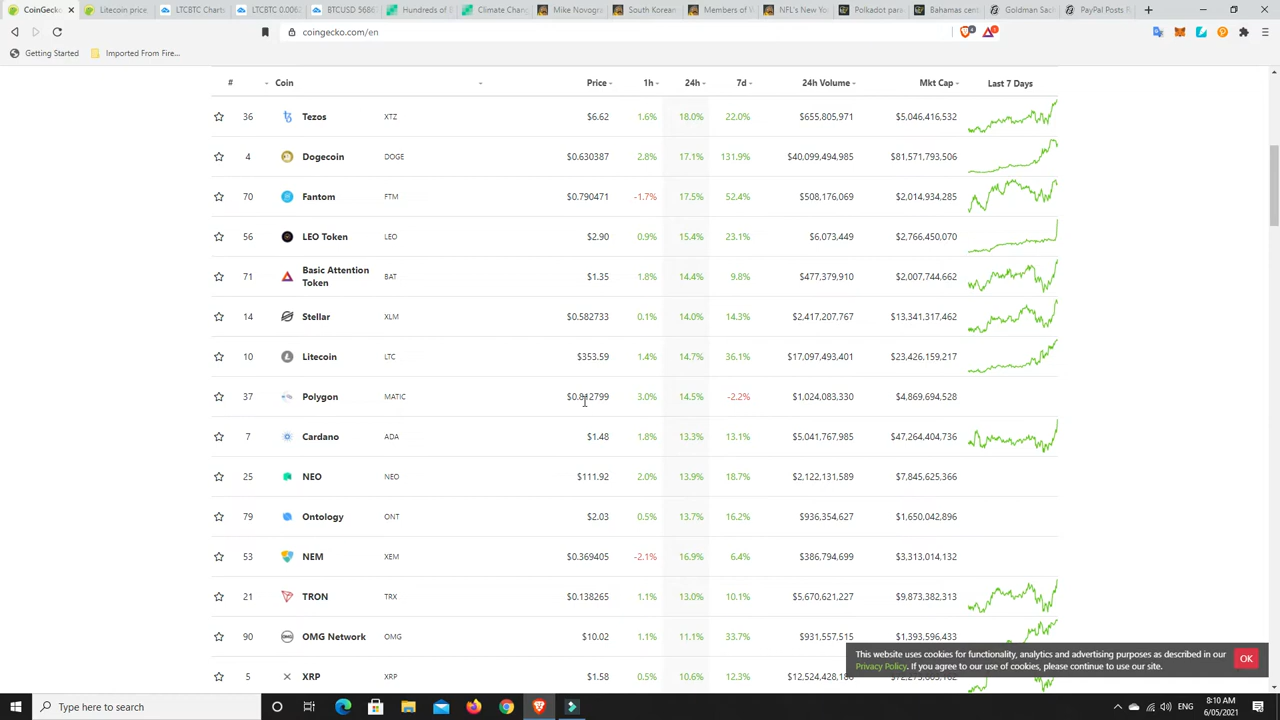 CoinGecko
Litecoin price
LTCBTC Charts
LTCBTC 0.006
BTCUSD 5686
Hundreds of B
Climate Chang
Mike Novogra
South Korean
Members of
NFL's New Yo
Polkadot para
Bahamas cent
Goldman Sack
PayPal Posts
coingecko.com/en
Getting Started
Imported From Fire...
# Coin Price 1h 24h 7d 24h Volume Mkt Cap Last 7 Days
36 Tezos XTZ $6.62 1.6% 18.0% 22.0% $655,805,971 $5,046,416,532
4 Dogecoin DOGE $0.630387 2.8% 17.1% 131.9% $40,099,494,985 $81,571,793,506
70 Fantom FTM $0.790471 -1.7% 17.5% 52.4% $508,176,069 $2,014,934,285
56 LEO Token LEO $2.90 0.9% 15.4% 23.1% $6,073,449 $2,766,450,070
71 Basic Attention Token BAT $1.35 1.8% 14.4% 9.8% $477,379,910 $2,007,744,662
14 Stellar XLM $0.582733 0.1% 14.0% 14.3% $2,417,207,767 $13,341,317,462
10 Litecoin LTC $353.59 1.4% 14.7% 36.1% $17,097,493,401 $23,426,159,217
37 Polygon MATIC $0.812799 3.0% 14.5% -2.2% $1,024,083,330 $4,869,694,528
7 Cardano ADA $1.48 1.8% 13.3% 13.1% $5,041,767,985 $47,264,404,736
25 NEO NEO $111.92 2.0% 13.9% 18.7% $2,122,131,589 $7,845,625,366
79 Ontology ONT $2.03 0.5% 13.7% 16.2% $936,354,627 $1,650,042,896
53 NEM XEM $0.369405 -2.1% 16.9% 6.4% $386,794,699 $3,313,014,132
21 TRON TRX $0.138265 1.1% 13.0% 10.1% $5,670,621,227 $9,873,382,313
90 OMG Network OMG $10.02 1.1% 11.1% 33.7% $931,557,515 $1,393,596,433
5 XRP XRP $1.58 0.5% 10.6% 12.3%
This website uses cookies for functionality, analytics and advertising purposes as described in our
Privacy Policy. If you agree to our use of cookies, please continue to use our site.
OK
Type here to search
ENG
8:10 AM
6/05/2021